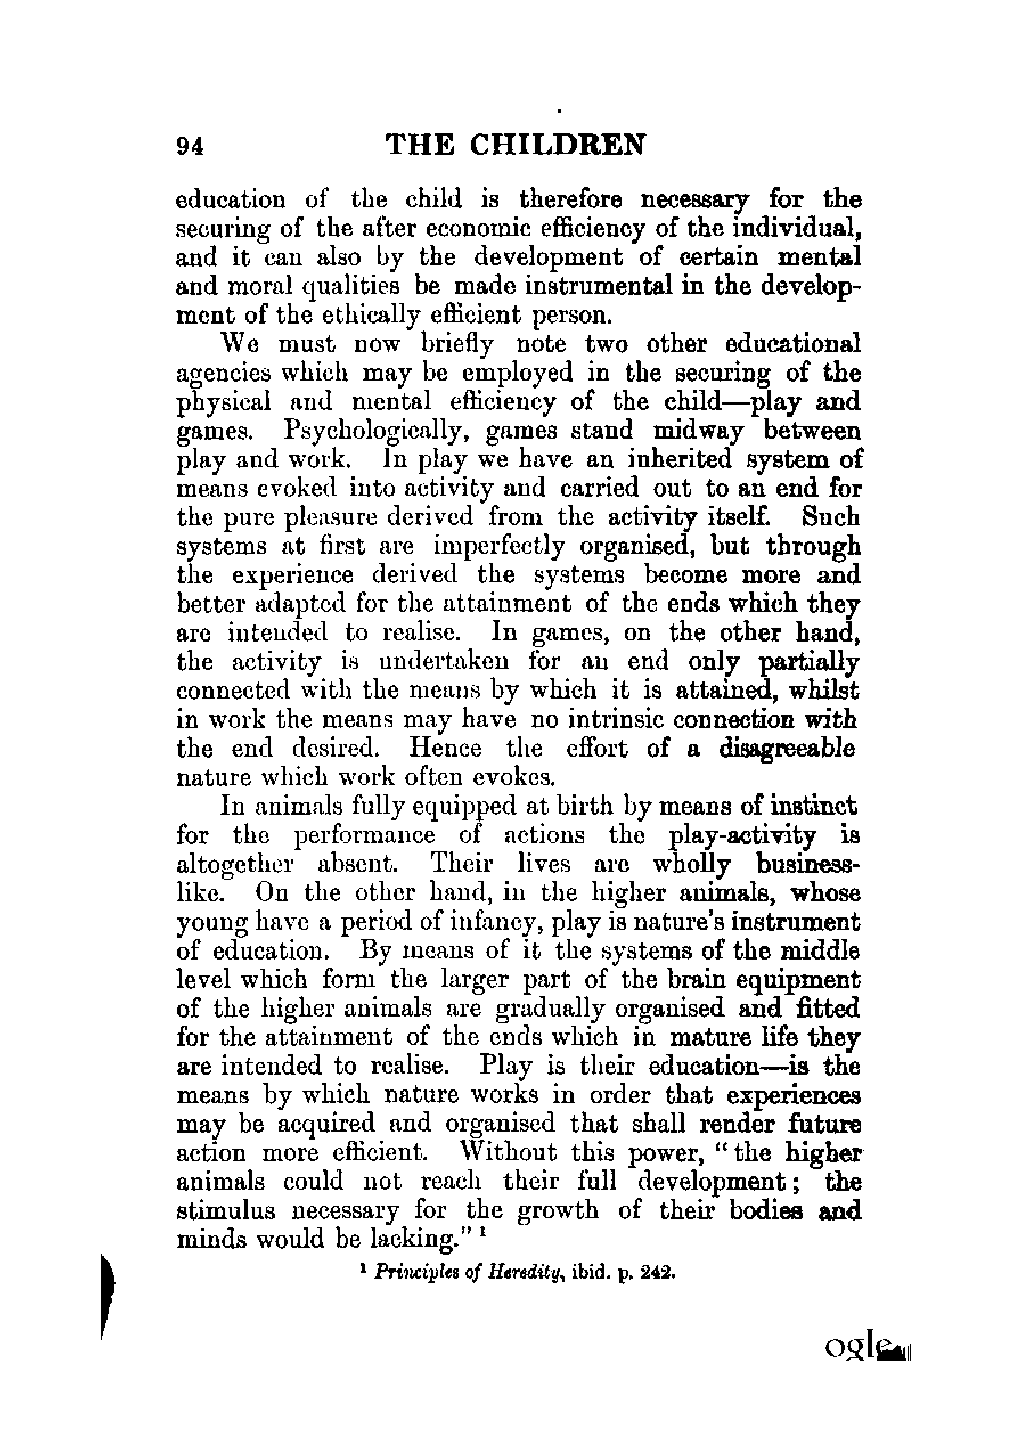 94 THE CHILDREN
education of the child is therefore necessary for the
securing of the after economic efficiency of the individual,
and it can also by the development of certain mental
and moral qualities be made instrumental in the develop-
ment of the ethically efficient person.
We must now briefly note two other educational
agencies which may be employed in the securing of the
physical and mental efficiency of the child—play and
games. Psychologically, games stand midway between
play and work. In play we have an inherited system of
means evoked into activity and carried out to an end for
the pure pleasure derived from the activity itself. Such
systems at first are imperfectly organised, but through
the experience derived the systems become more and
better adapted for the attainment of the ends which they
are intended to realise. In games, on the other hand,
the activity is undertaken for an end only partially
connected with the means by which it is attained, whilst
in work the means may have no intrinsic connection with
the end desired. Hence the effort of a disagreeable
nature which work often evokes.
In animals fully equipped at birth by means of instinct
for the performance of actions the play-activity is
altogether absent. Their lives are wholly business-
like. On the other hand, in the higher animals, whose
young have a period of infancy, play is nature's instrument
of education. By means of it the systems of the middle
level which form the larger part of the brain equipment
of the higher animals are gradually organised and fitted
for the attainment of the ends which in mature life they
are intended to realise. Play is their education—is the
means by which nature works in order that experiences
may be acquired and organised that shall render future
action more efficient. Without this power, "the higher
animals could not reach their full development; the
stimulus necessary for the growth of their bodies and
minds would be lacking." ¹
¹ Principles of Heredity, ibid. p. 242.
ogle